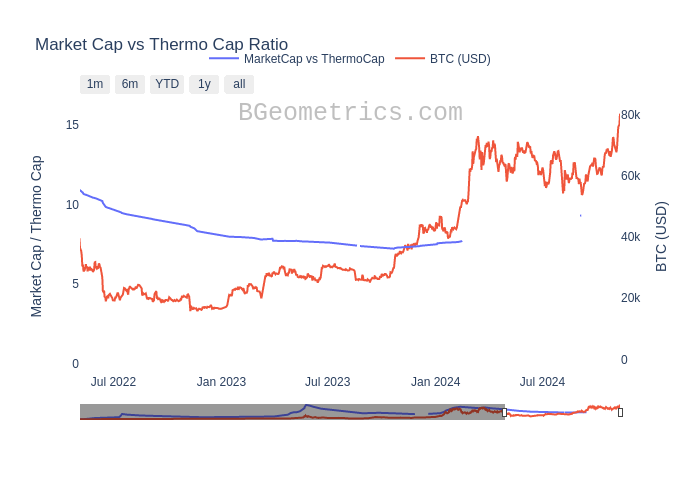 Market Cap vs Thermo Cap Ratio
MarketCap vs ThermoCap
BTC (USD)
1m
6m
YTD
1y
all
BGeometrics.com
15
10
5
0
Market Cap / Thermo Cap
80k
60k
40k
20k
0
BTC (USD)
Jul 2022
Jan 2023
Jul 2023
Jan 2024
Jul 2024